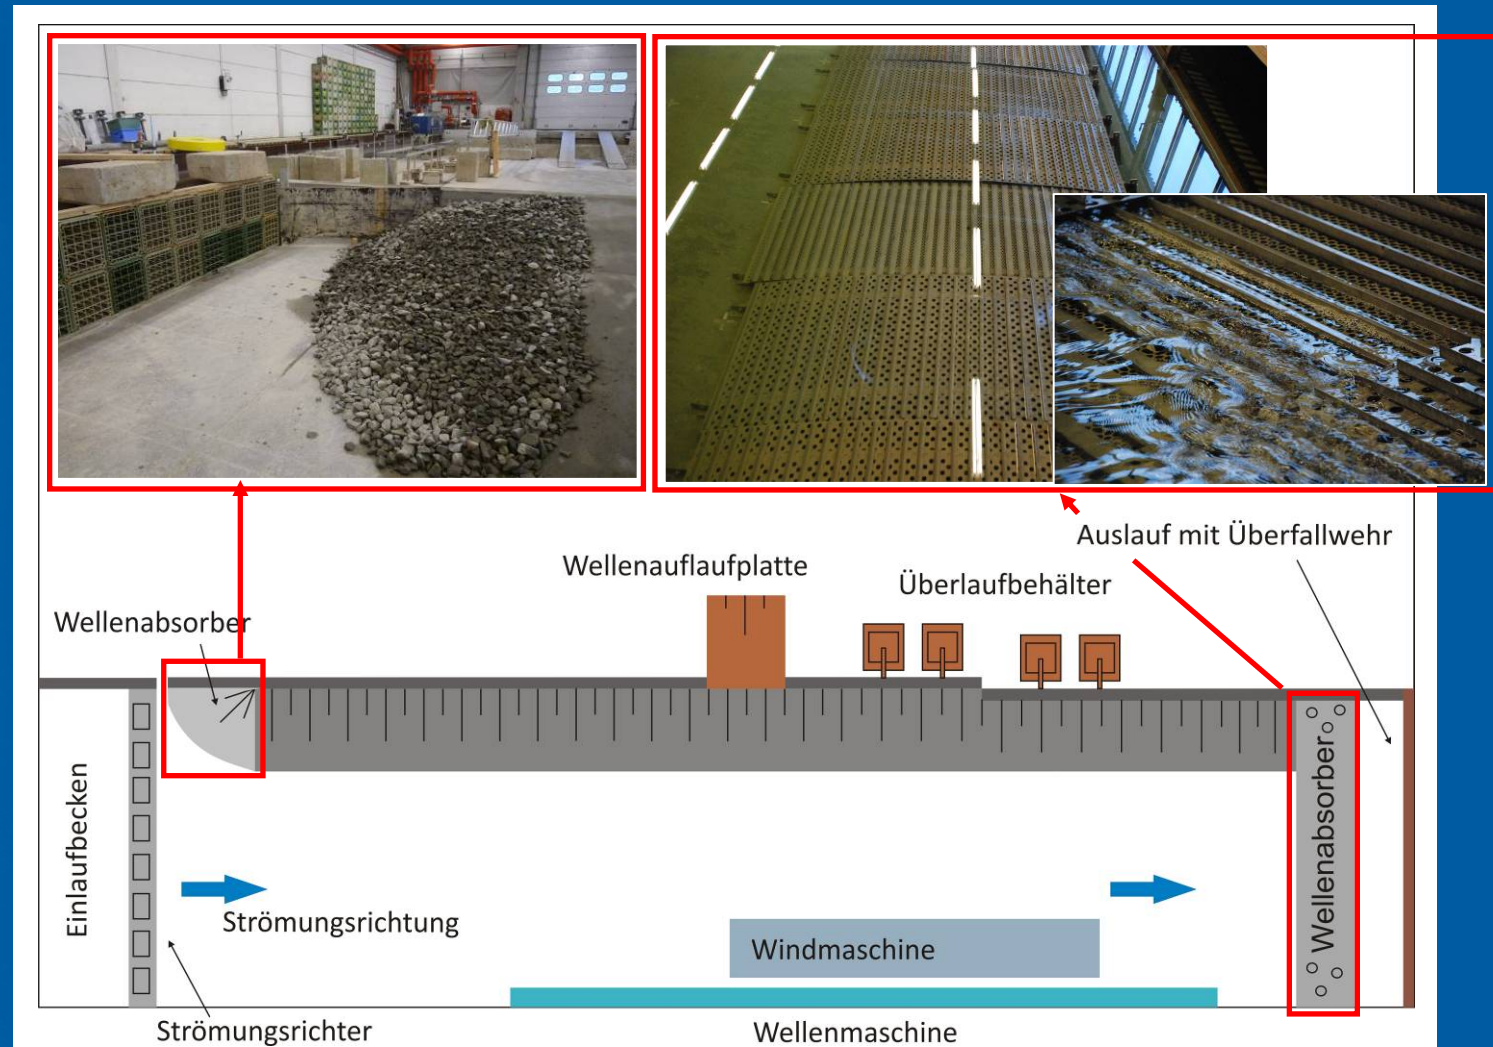 Auslauf mit Überfallwehr
Wellenauflaufplatte
Überlaufbehälter
Wellenabsorber
Einlaufbecken
Wellenabsorber
Strömungsrichtung
Windmaschine
Strömungsrichter
Wellenmaschine